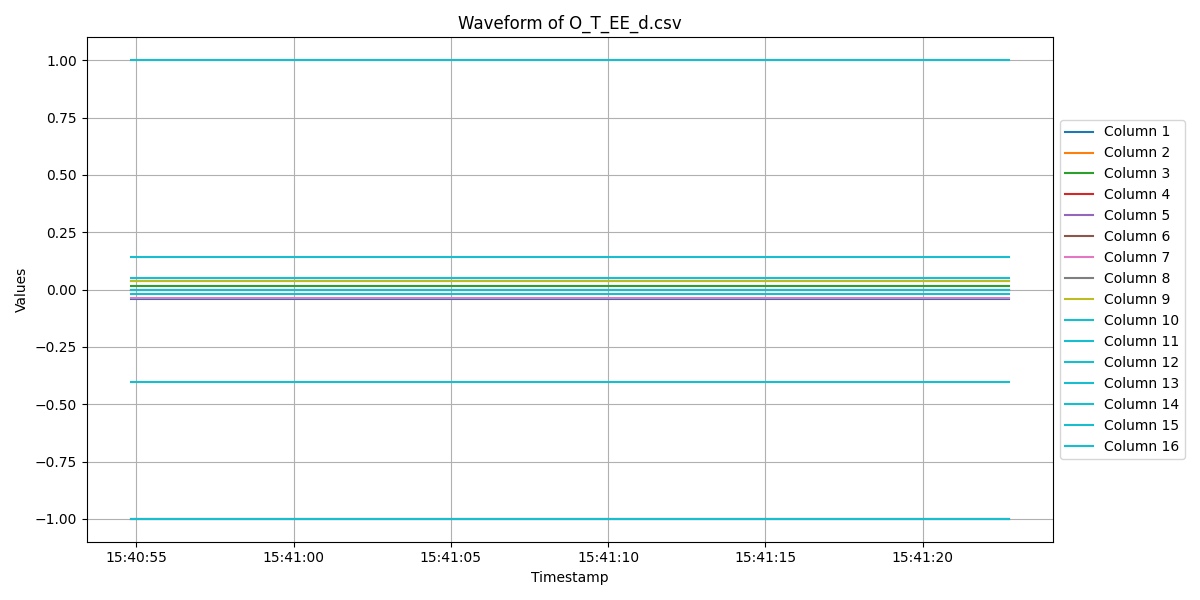 Waveform of O_T_EE_d.csv
Values
1.00
0.75
0.50
0.25
0.00
−0.25
−0.50
−0.75
−1.00
15:40:55 15:41:00 15:41:05 15:41:10 15:41:15 15:41:20
Timestamp
Column 1
Column 2
Column 3
Column 4
Column 5
Column 6
Column 7
Column 8
Column 9
Column 10
Column 11
Column 12
Column 13
Column 14
Column 15
Column 16